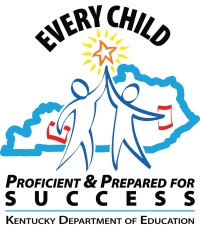 EVERY CHILD
PROFICIENT & PREPARED FOR
SUCCESS
KENTUCKY DEPARTMENT OF EDUCATION